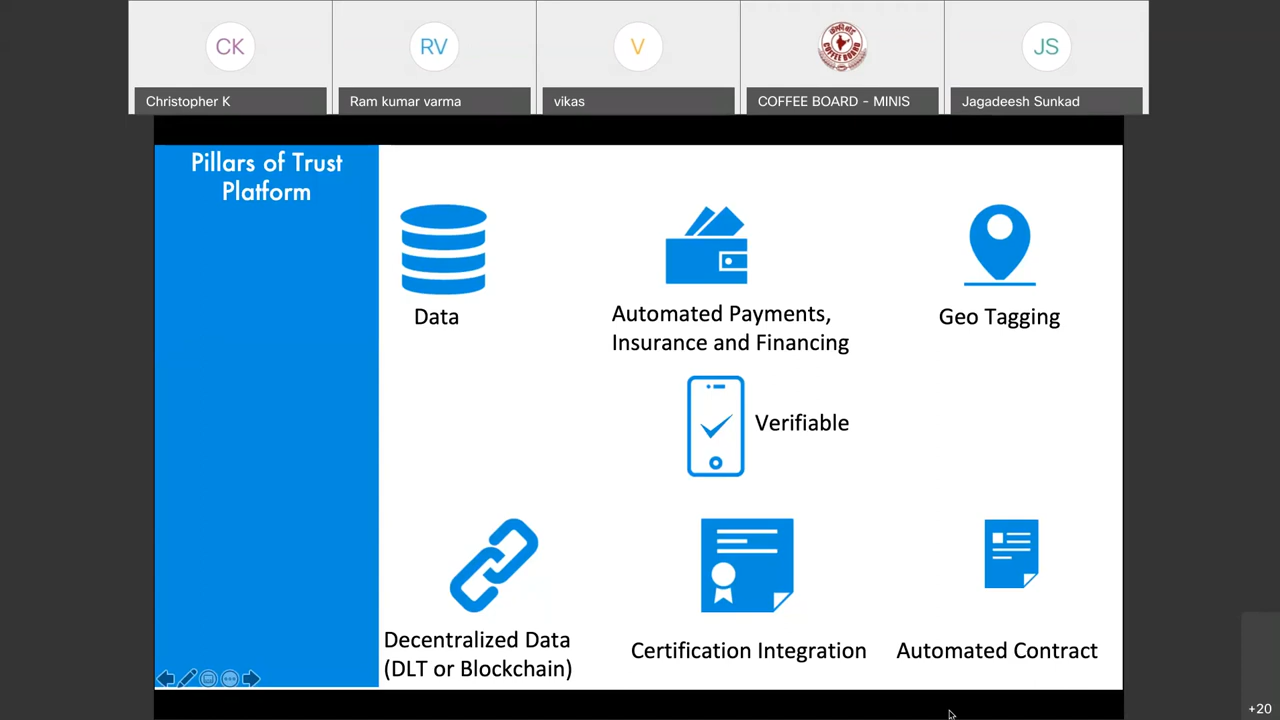 CK
RV
V
JS
Christopher K
Ram kumar varma
vikas
COFFEE BOARD - MINIS
Jagadeesh Sunkad
Pillars of Trust
Platform
Data
Automated Payments,
Insurance and Financing
Geo Tagging
Verifiable
Decentralized Data
(DLT or Blockchain)
Certification Integration
Automated Contract
+20